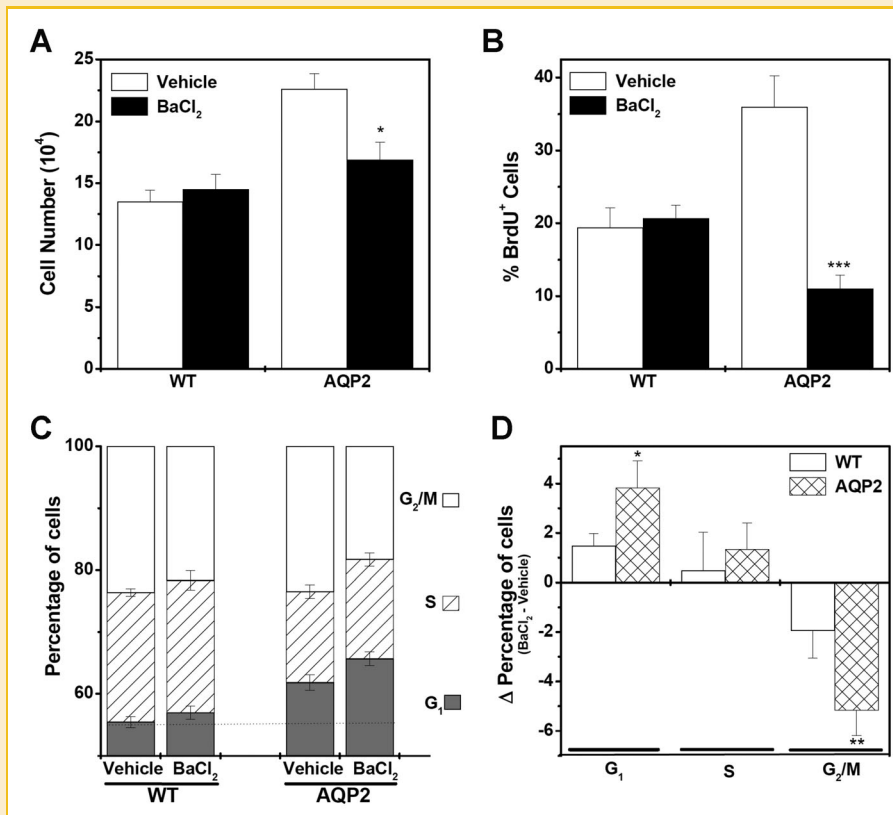 A
25
20
15
10
5
0
Cell Number (10⁴)
Vehicle
BaCl₂
*
WT
AQP2
B
40
30
20
10
0
% BrdU⁺ Cells
Vehicle
BaCl₂
***
WT
AQP2
C
100
80
60
Percentage of cells
G₂/M
S
G₁
Vehicle BaCl₂ Vehicle BaCl₂
WT AQP2
D
4
2
0
-2
-4
-6
Δ Percentage of cells
(BaCl₂ - Vehicle)
WT
AQP2
*
**
G₁ S G₂/M